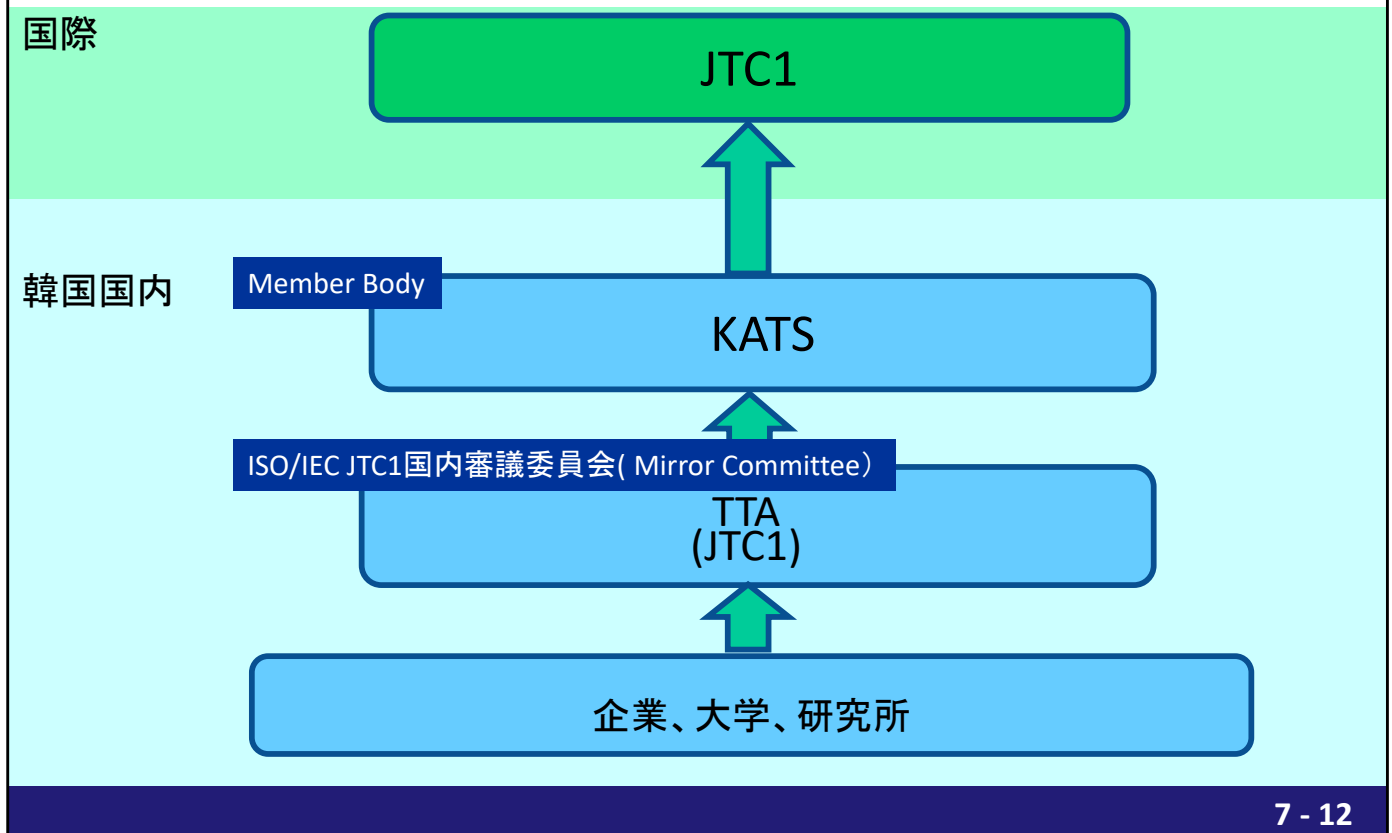 国際
JTC1
韓国国内
Member Body
KATS
ISO/IEC JTC1国内審議委員会( Mirror Committee）
TTA
(JTC1)
企業、大学、研究所
7 - 12